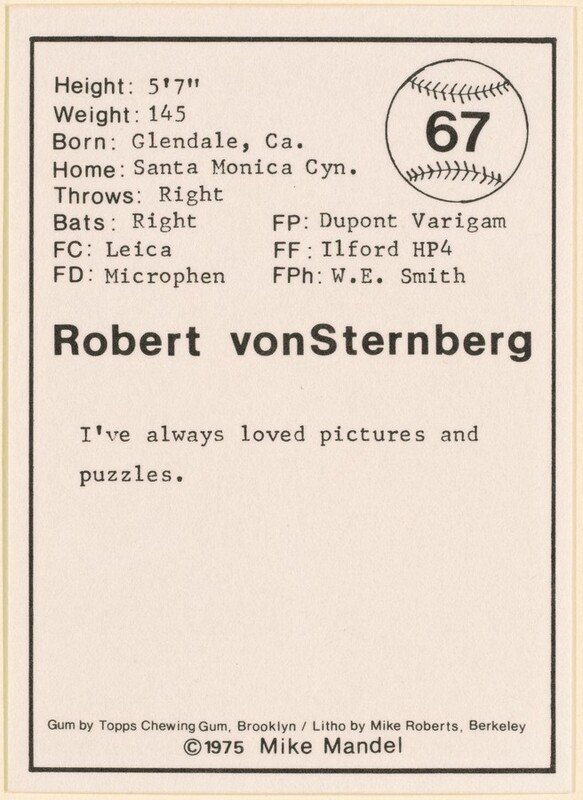 Height: 5'7"
Weight: 145
Born: Glendale, Ca.
67
Home: Santa Monica Cyn.
Throws: Right
Bats: Right FP: Dupont Varigam
FC: Leica FF: Ilford HP4
FD: Microphen FPh: W.E. Smith
Robert vonSternberg
I've always loved pictures and
puzzles.
Gum by Topps Chewing Gum, Brooklyn / Litho by Mike Roberts, Berkeley
©1975 Mike Mandel